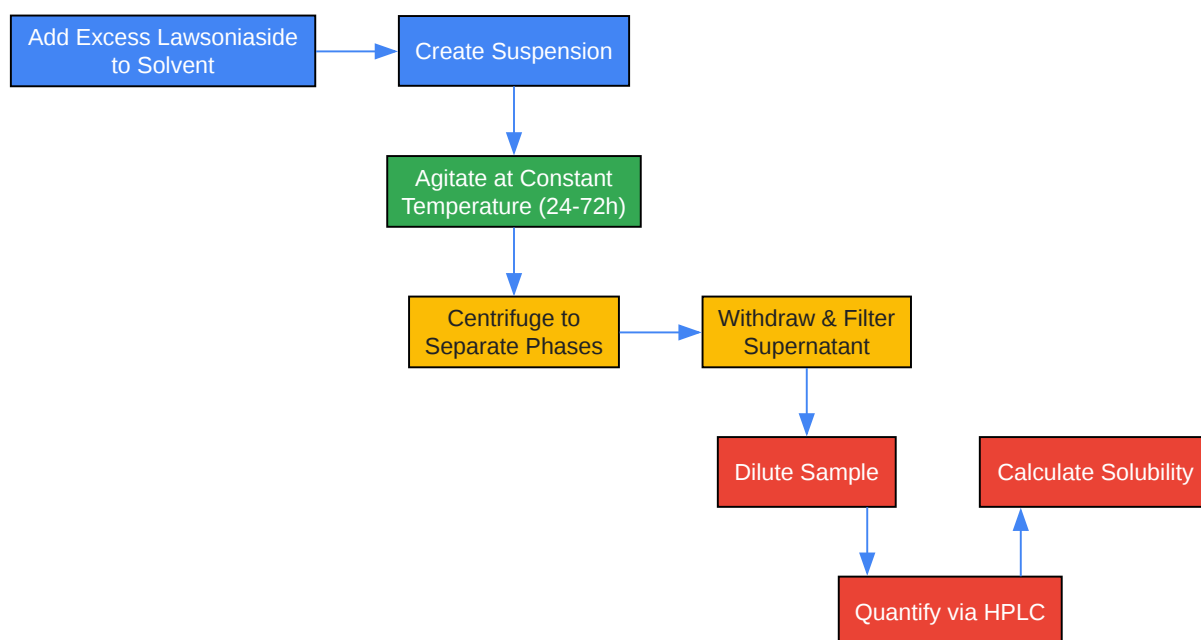 Add Excess Lawsoniaside
to Solvent
Create Suspension
Agitate at Constant
Temperature (24-72h)
Centrifuge to
Separate Phases
Withdraw & Filter
Supernatant
Dilute Sample
Calculate Solubility
Quantify via HPLC